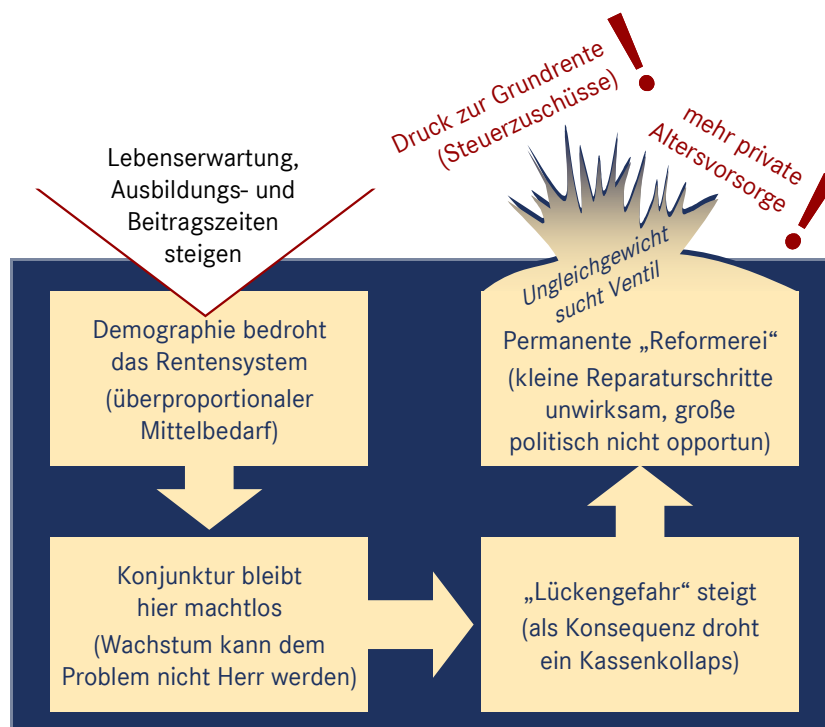 Lebenserwartung,
Ausbildungs- und
Beitragszeiten
steigen
Demographie bedroht
das Rentensystem
(überproportionaler
Mittelbedarf)
Konjunktur bleibt
hier machtlos
(Wachstum kann dem
Problem nicht Herr werden)
„Lückengefahr“ steigt
(als Konsequenz droht
ein Kassenkollaps)
Permanente „Reformerei“
(kleine Reparaturschritte
unwirksam, große
politisch nicht opportun)
Ungleichgewicht
sucht Ventil
Druck zur Grundrente
(Steuerzuschüsse)
!
mehr private
Altersvorsorge
!